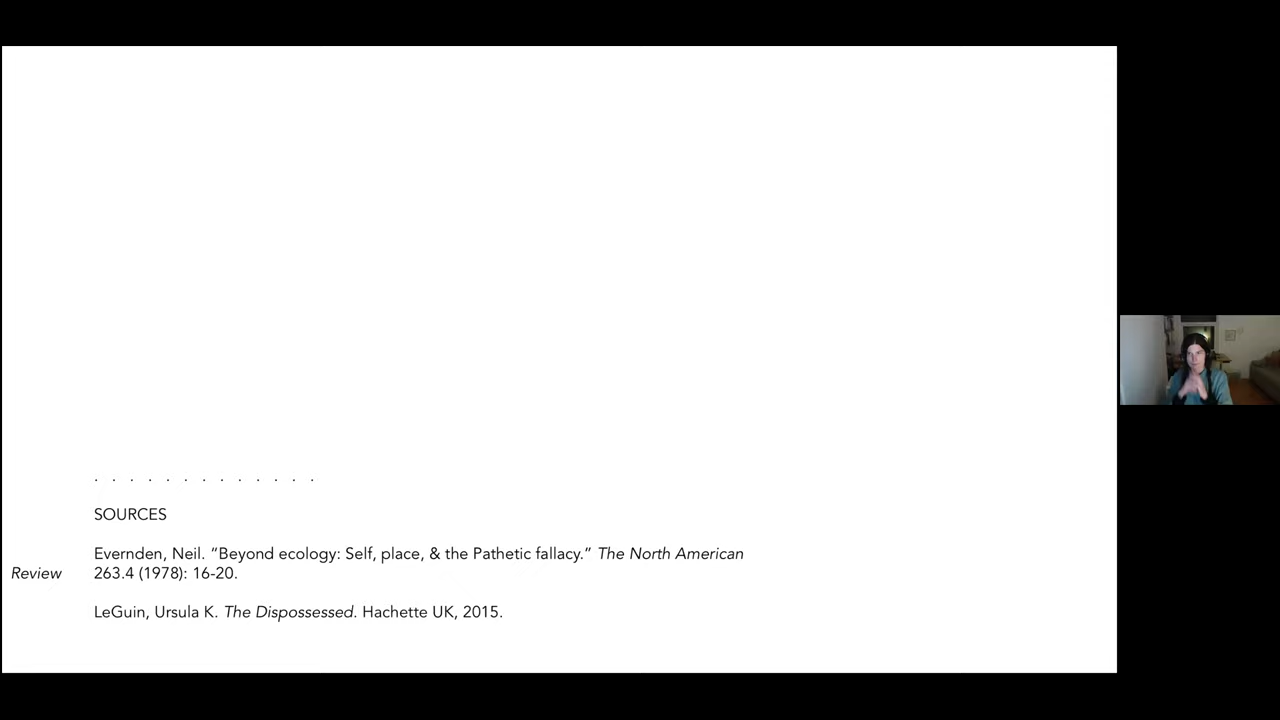 . . . . . . . . . . . . .
SOURCES
Evernden, Neil. “Beyond ecology: Self, place, & the Pathetic fallacy.” The North American
Review 263.4 (1978): 16-20.
LeGuin, Ursula K. The Dispossessed. Hachette UK, 2015.